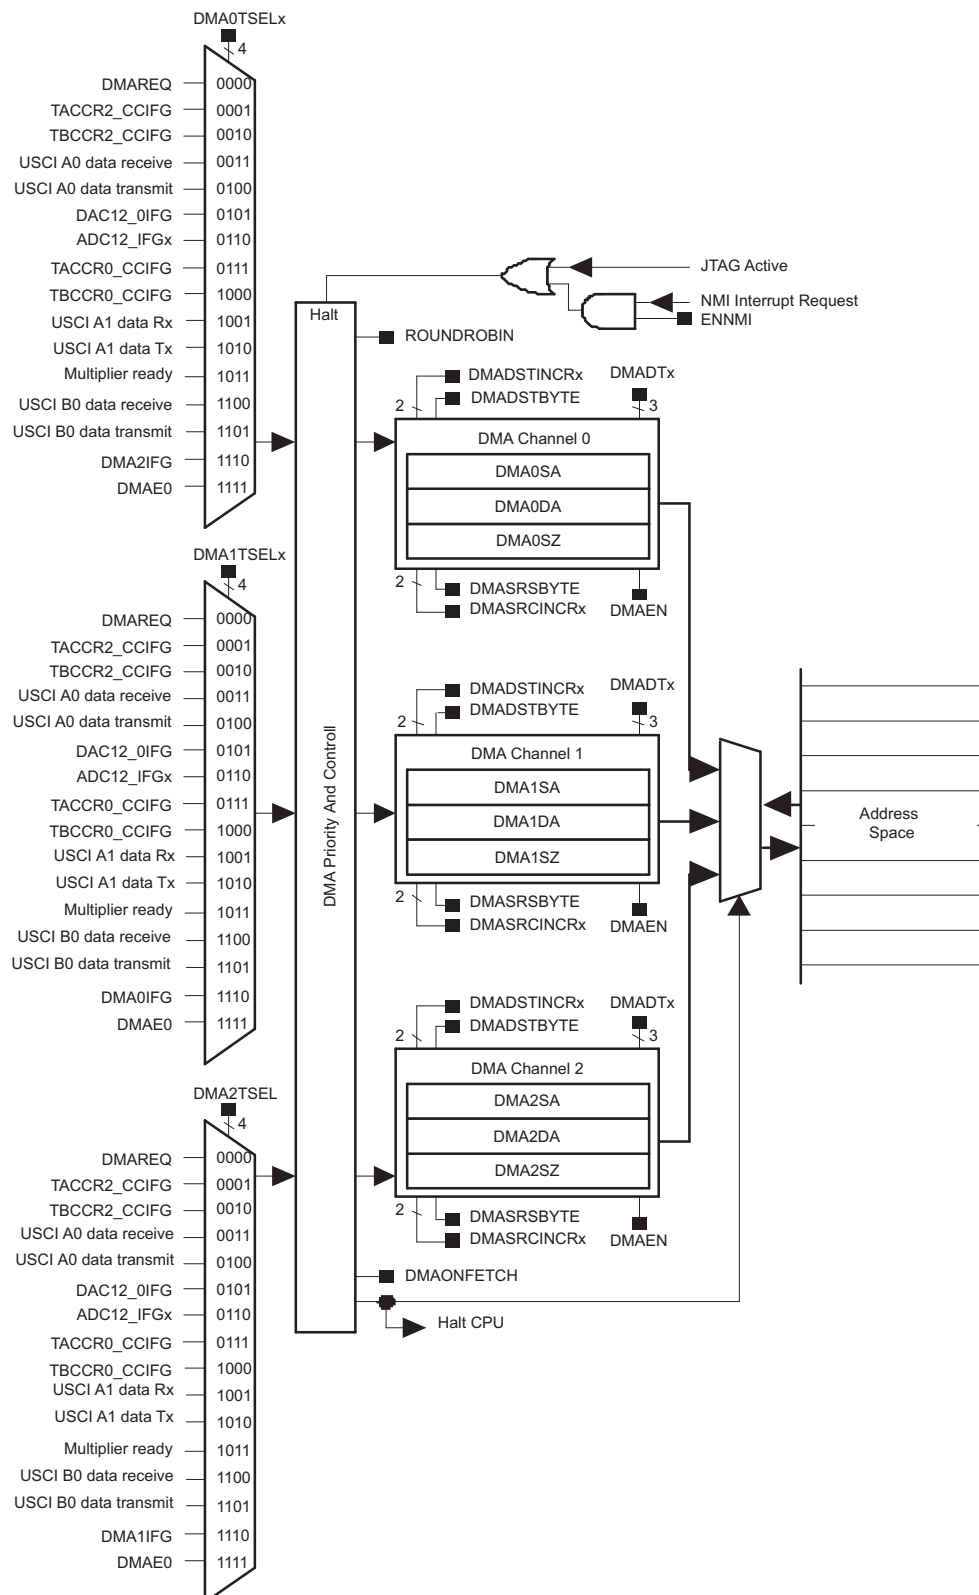 DMA0TSELx
4
DMAREQ 0000
TACCR2_CCIFG 0001
TBCCR2_CCIFG 0010
USCI A0 data receive 0011
USCI A0 data transmit 0100
DAC12_0IFG 0101
ADC12_IFGx 0110
TACCR0_CCIFG 0111
TBCCR0_CCIFG 1000
USCI A1 data Rx 1001
USCI A1 data Tx 1010
Multiplier ready 1011
USCI B0 data receive 1100
USCI B0 data transmit 1101
DMA2IFG 1110
DMAE0 1111
DMA1TSELx
4
DMAREQ 0000
TACCR2_CCIFG 0001
TBCCR2_CCIFG 0010
USCI A0 data receive 0011
USCI A0 data transmit 0100
DAC12_0IFG 0101
ADC12_IFGx 0110
TACCR0_CCIFG 0111
TBCCR0_CCIFG 1000
USCI A1 data Rx 1001
USCI A1 data Tx 1010
Multiplier ready 1011
USCI B0 data receive 1100
USCI B0 data transmit 1101
DMA0IFG 1110
DMAE0 1111
DMA2TSEL
4
DMAREQ 0000
TACCR2_CCIFG 0001
TBCCR2_CCIFG 0010
USCI A0 data receive 0011
USCI A0 data transmit 0100
DAC12_0IFG 0101
ADC12_IFGx 0110
TACCR0_CCIFG 0111
TBCCR0_CCIFG 1000
USCI A1 data Rx 1001
USCI A1 data Tx 1010
Multiplier ready 1011
USCI B0 data receive 1100
USCI B0 data transmit 1101
DMA1IFG 1110
DMAE0 1111
Halt
DMA Priority And Controll
JTAG Active
NMI Interrupt Request
ENNMI
ROUNDROBIN
DMADSTINCRx
DMADTx
2
DMADSTBYTE
3
DMA Channel 0
DMA0SA
DMA0DA
DMA0SZ
2
DMASRSBYTE
DMASRCINCRx
DMAEN
DMADSTINCRx
DMADTx
2
DMADSTBYTE
3
DMA Channel 1
DMA1SA
DMA1DA
DMA1SZ
2
DMASRSBYTE
DMASRCINCRx
DMAEN
DMADSTINCRx
DMADTx
2
DMADSTBYTE
3
DMA Channel 2
DMA2SA
DMA2DA
DMA2SZ
2
DMASRSBYTE
DMASRCINCRx
DMAEN
DMAONFETCH
Halt CPU
Address
Space